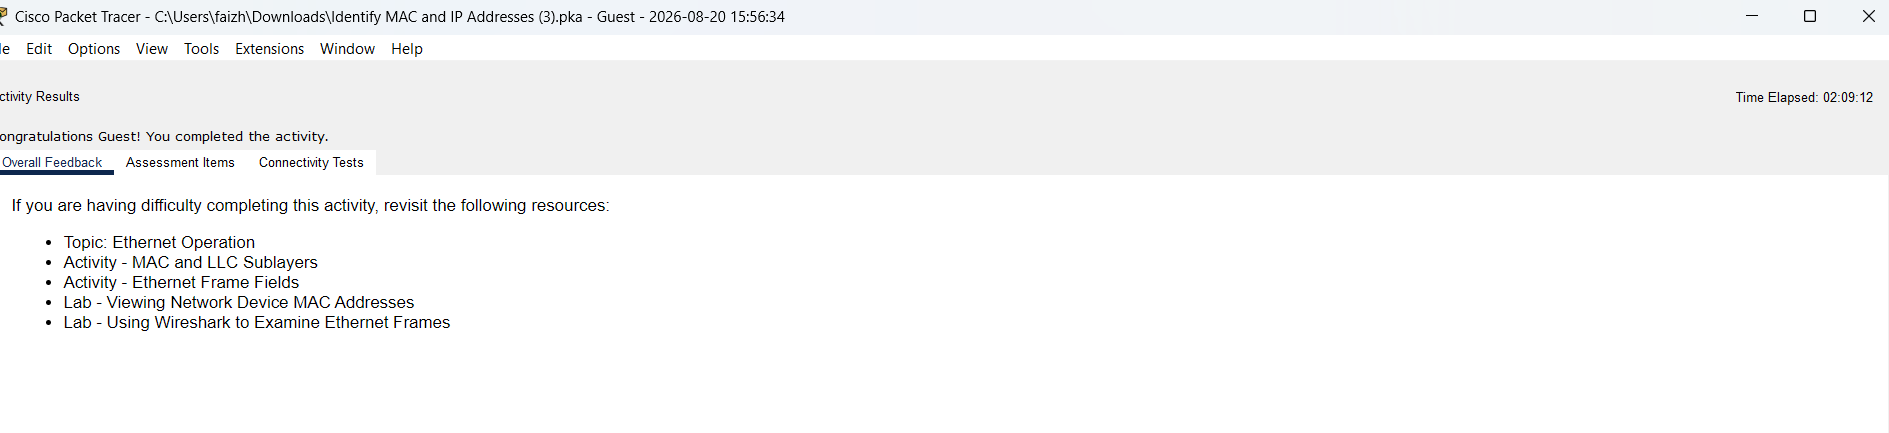 Cisco Packet Tracer - C:\Users\faizh\Downloads\Identify MAC and IP Addresses (3).pka - Guest - 2026-08-20 15:56:34
le Edit Options View Tools Extensions Window Help
ctivity Results
Time Elapsed: 02:09:12
ongratulations Guest! You completed the activity.
Overall Feedback Assessment Items Connectivity Tests
If you are having difficulty completing this activity, revisit the following resources:
• Topic: Ethernet Operation
• Activity - MAC and LLC Sublayers
• Activity - Ethernet Frame Fields
• Lab - Viewing Network Device MAC Addresses
• Lab - Using Wireshark to Examine Ethernet Frames